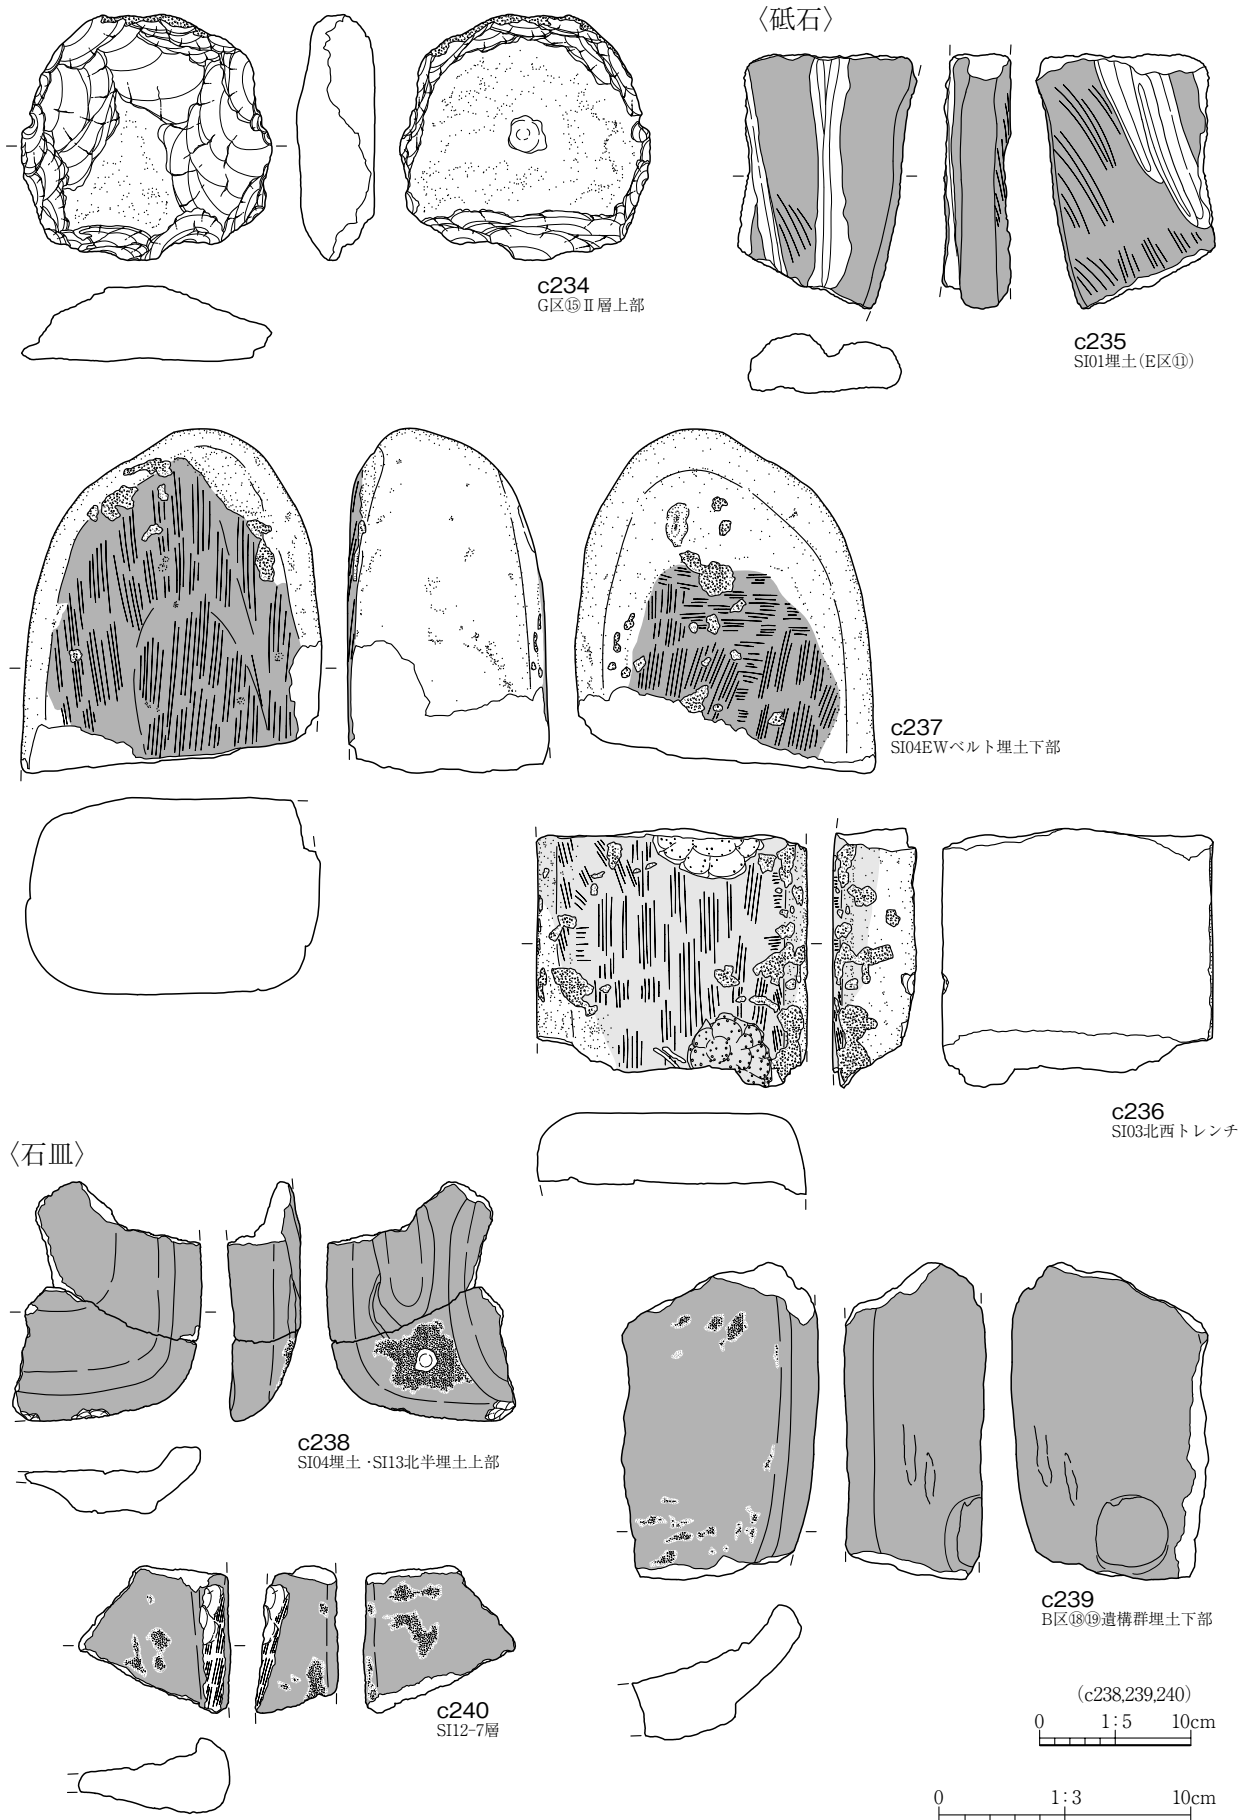 〈砥石〉
c234
G区⑮Ⅱ層上部
c235
SI01埋土(E区⑪)
c237
SI04EWベルト埋土下部
c236
SI03北西トレンチ
〈石皿〉
c238
SI04埋土・SI13北半埋土上部
c239
B区⑱⑲遺構群埋土下部
c240
SI12-7層
(c238,239,240)
0 1:5 10cm
0 1:3 10cm